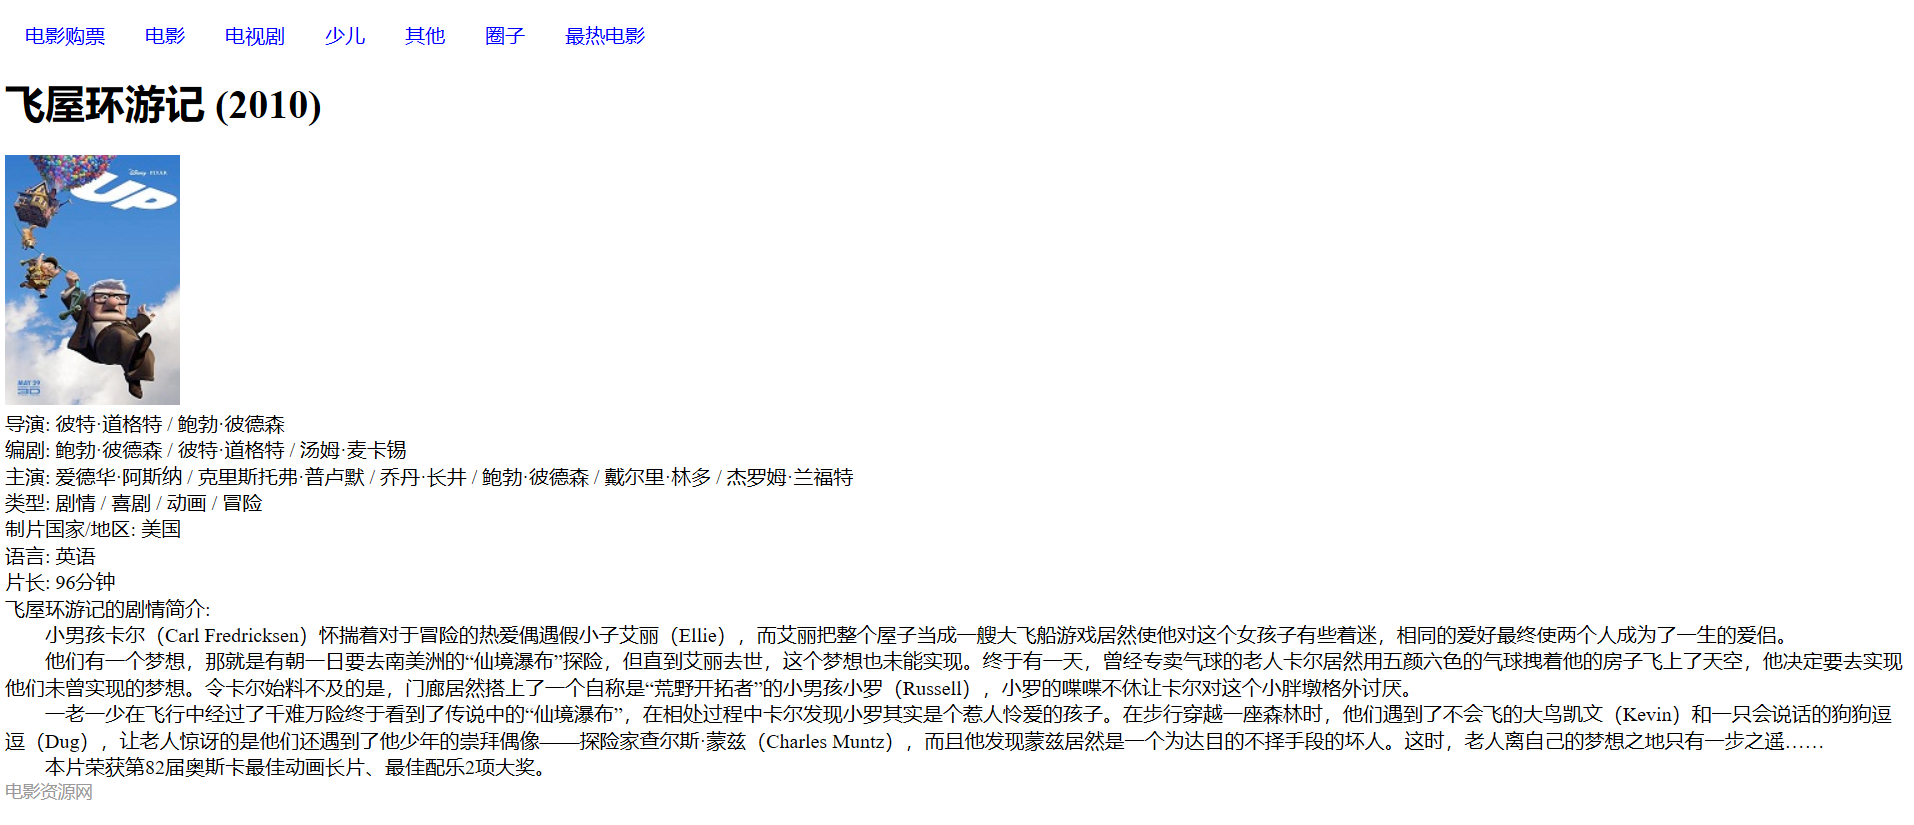 电影购票 电影 电视剧 少儿 其他 圈子 最热电影
飞屋环游记 (2010)
Disney · PIXAR
UP
MAY 29
3D
导演: 彼特·道格特 / 鲍勃·彼德森
编剧: 鲍勃·彼德森 / 彼特·道格特 / 汤姆·麦卡锡
主演: 爱德华·阿斯纳 / 克里斯托弗·普卢默 / 乔丹·长井 / 鲍勃·彼德森 / 戴尔里·林多 / 杰罗姆·兰福特
类型: 剧情 / 喜剧 / 动画 / 冒险
制片国家/地区: 美国
语言: 英语
片长: 96分钟
飞屋环游记的剧情简介:
小男孩卡尔（Carl Fredricksen）怀揣着对于冒险的热爱偶遇假小子艾丽（Ellie），而艾丽把整个屋子当成一艘大飞船游戏居然使他对这个女孩子有些着迷，相同的爱好最终使两个人成为了一生的爱侣。
他们有一个梦想，那就是有朝一日要去南美洲的“仙境瀑布”探险，但直到艾丽去世，这个梦想也未能实现。终于有一天，曾经专卖气球的老人卡尔居然用五颜六色的气球拽着他的房子飞上了天空，他决定要去实现
他们未曾实现的梦想。令卡尔始料不及的是，门廊居然搭上了一个自称是“荒野开拓者”的小男孩小罗（Russell），小罗的喋喋不休让卡尔对这个小胖墩格外讨厌。
一老一少在飞行中经过了千难万险终于看到了传说中的“仙境瀑布”，在相处过程中卡尔发现小罗其实是个惹人怜爱的孩子。在步行穿越一座森林时，他们遇到了不会飞的大鸟凯文（Kevin）和一只会说话的狗狗逗
逗（Dug），让老人惊讶的是他们还遇到了他少年的崇拜偶像——探险家查尔斯·蒙兹（Charles Muntz），而且他发现蒙兹居然是一个为达目的不择手段的坏人。这时，老人离自己的梦想之地只有一步之遥……
本片荣获第82届奥斯卡最佳动画长片、最佳配乐2项大奖。
电影资源网